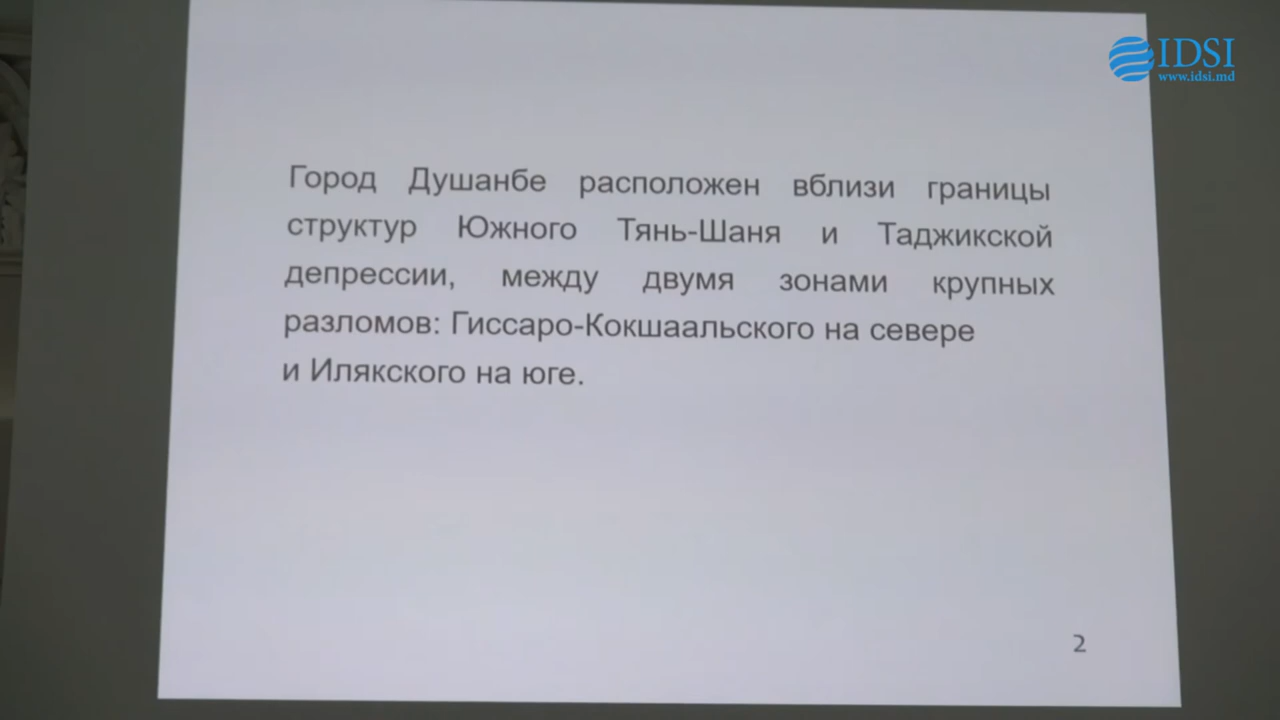 IDSI
www.idsi.md
Город Душанбе расположен вблизи границы
структур Южного Тянь-Шаня и Таджикской
депрессии, между двумя зонами крупных
разломов: Гиссаро-Кокшаальского на севере
и Илякского на юге.
2